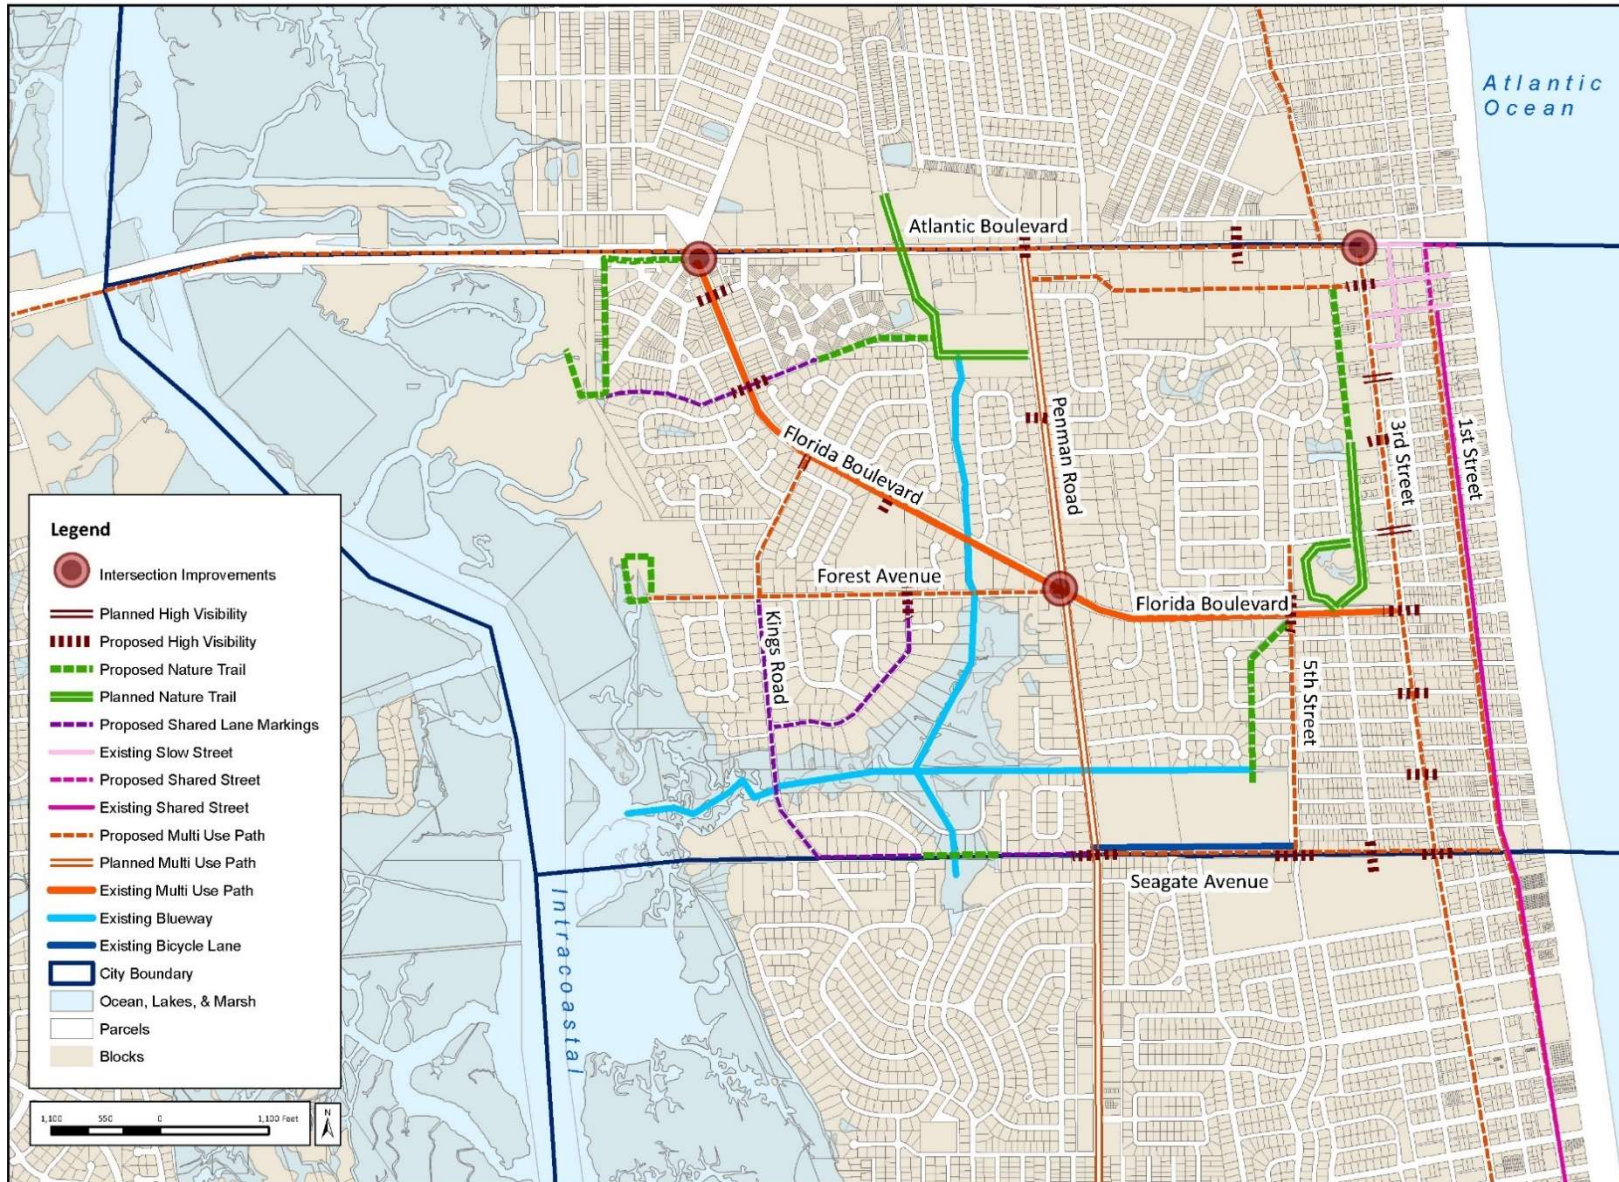 Atlantic
Ocean
Atlantic Boulevard
Penman Road
3rd Street
1st Street
Florida Boulevard
Forest Avenue
Florida Boulevard
Kings Road
5th Street
Seagate Avenue
Intracoastal
Legend
Intersection Improvements
Planned High Visibility
Proposed High Visibility
Proposed Nature Trail
Planned Nature Trail
Proposed Shared Lane Markings
Existing Slow Street
Proposed Shared Street
Existing Shared Street
Proposed Multi Use Path
Planned Multi Use Path
Existing Multi Use Path
Existing Blueway
Existing Bicycle Lane
City Boundary
Ocean, Lakes, & Marsh
Parcels
Blocks
1,100 550 0 1,100 Feet
N